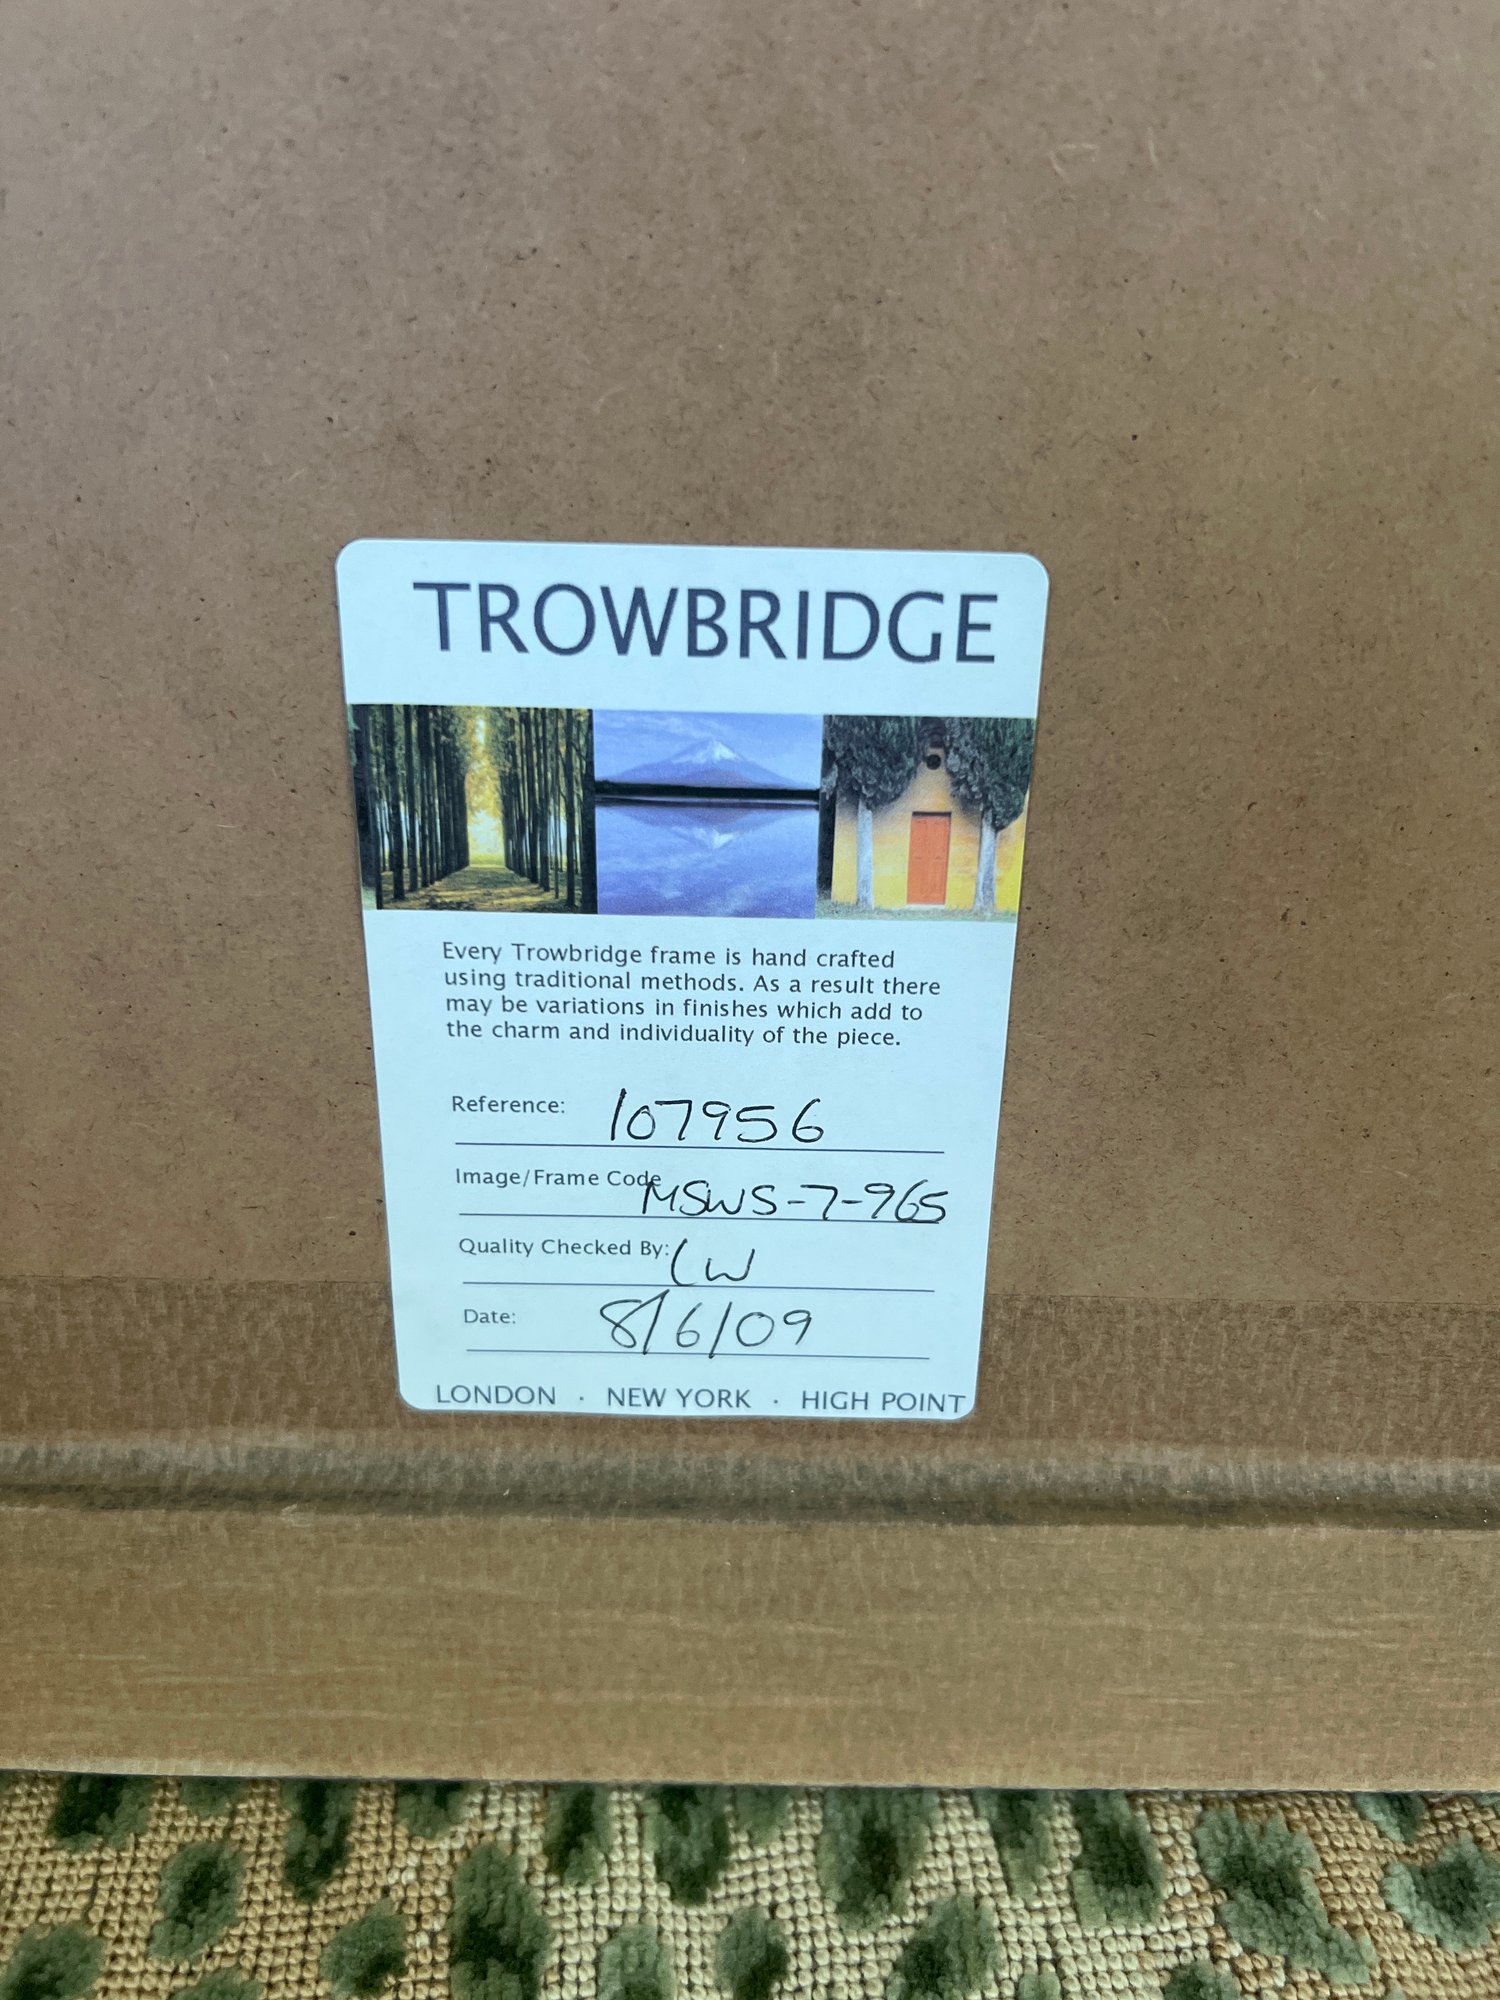 TROWBRIDGE
Every Trowbridge frame is hand crafted
using traditional methods. As a result there
may be variations in finishes which add to
the charm and individuality of the piece.
Reference: 107956
Image/Frame Code MSWS-7-965
Quality Checked By: LW
Date: 8/6/09
LONDON · NEW YORK · HIGH POINT